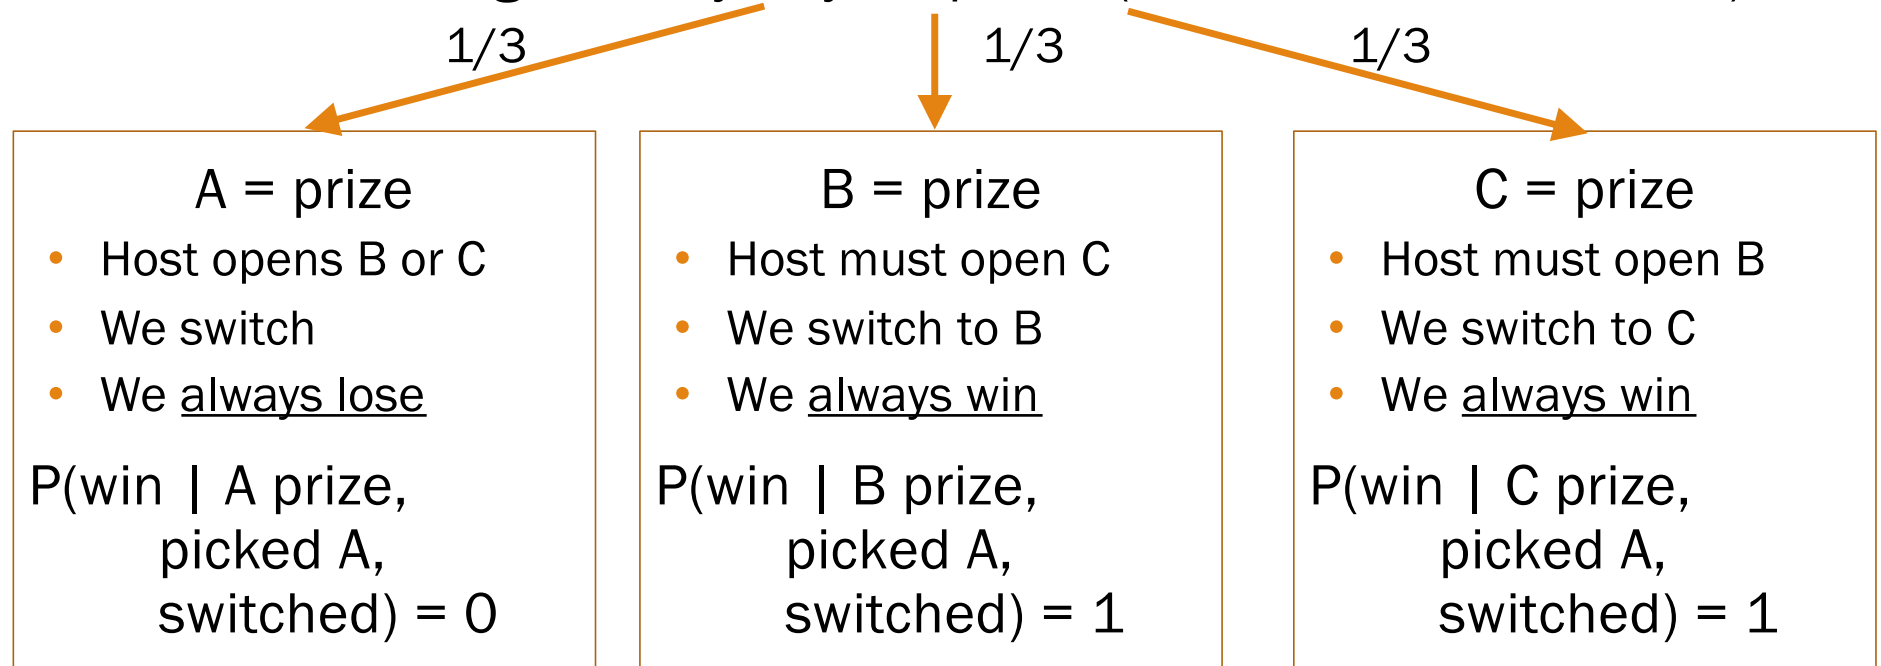 1/3 1/3 1/3
A = prize
• Host opens B or C
• We switch
• We always lose
P(win | A prize,
picked A,
switched) = 0
B = prize
• Host must open C
• We switch to B
• We always win
P(win | B prize,
picked A,
switched) = 1
C = prize
• Host must open B
• We switch to C
• We always win
P(win | C prize,
picked A,
switched) = 1